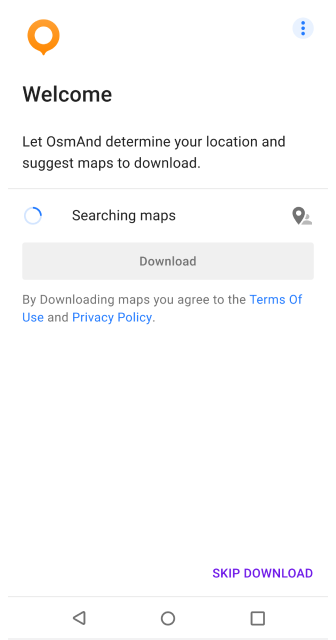 Welcome
Let OsmAnd determine your location and
suggest maps to download.
Searching maps
Download
By Downloading maps you agree to the Terms Of
Use and Privacy Policy.
SKIP DOWNLOAD